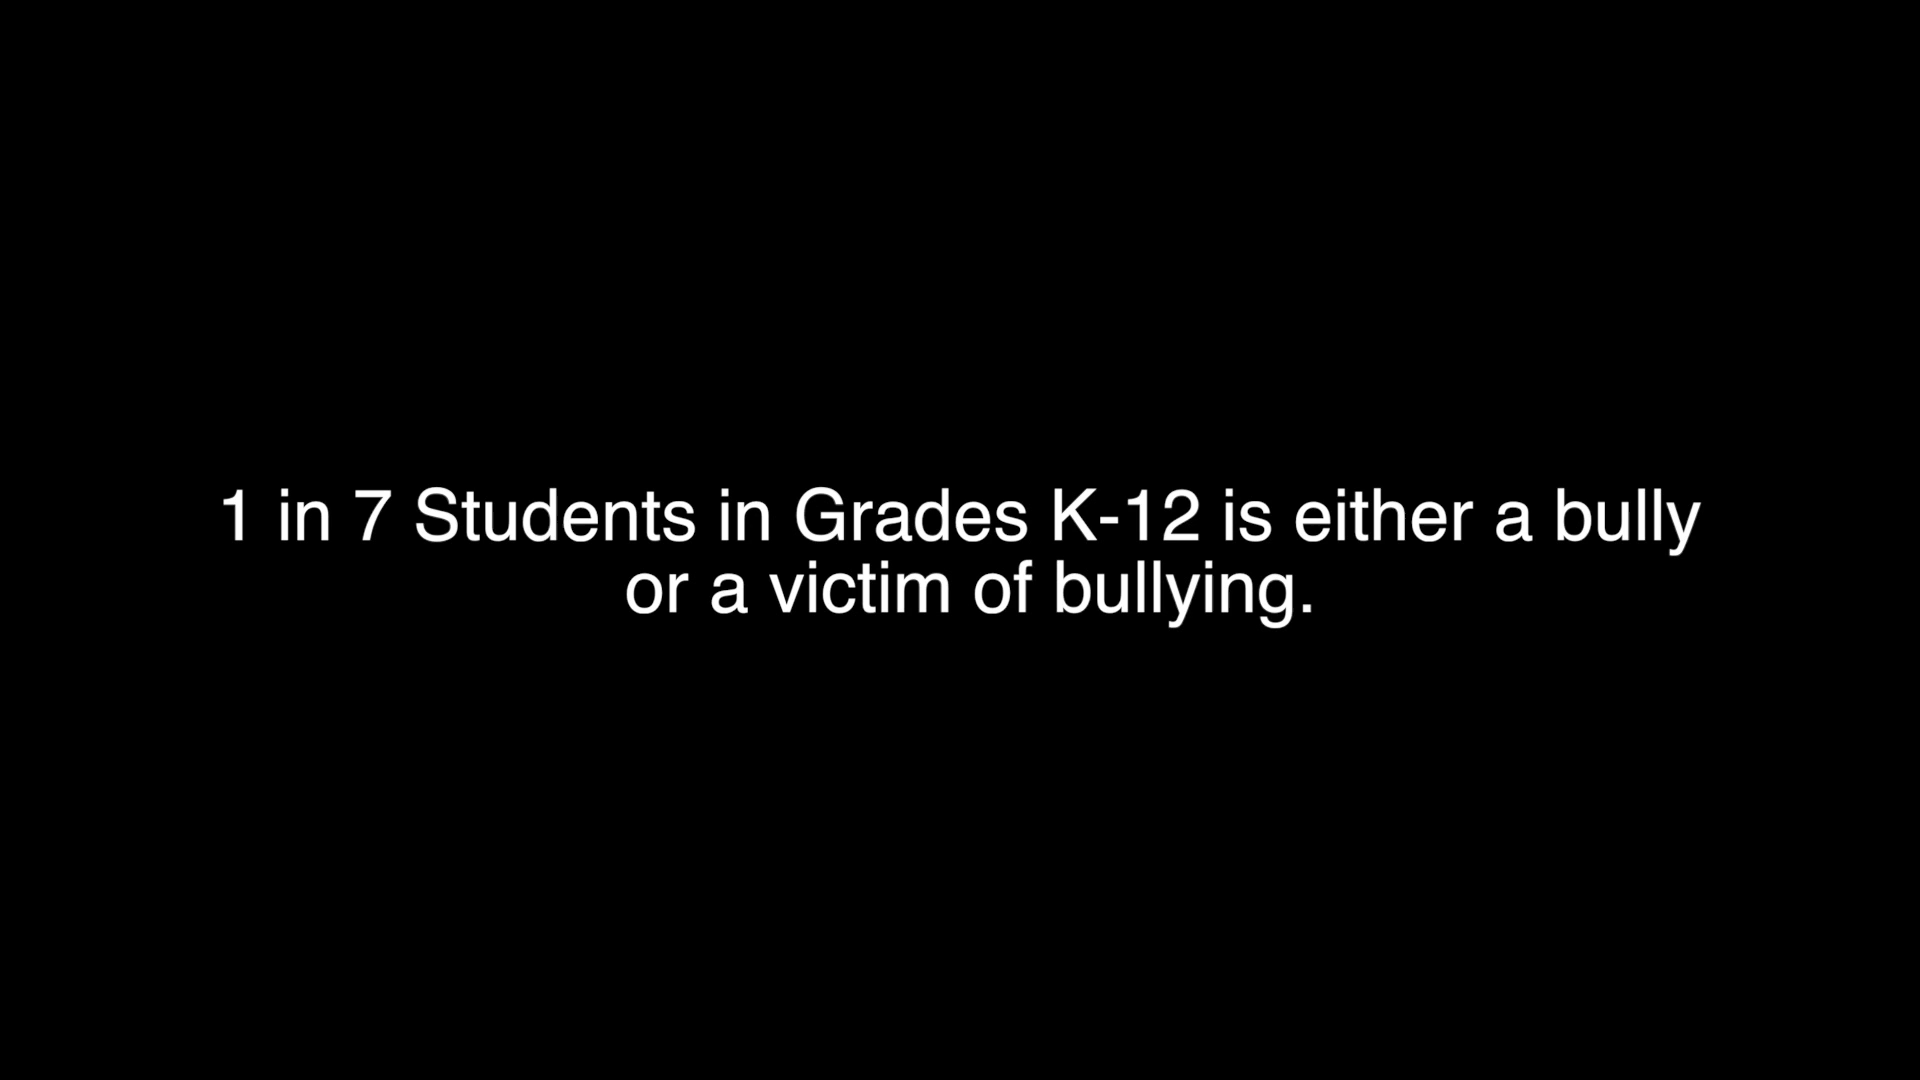 1 in 7 Students in Grades K-12 is either a bully
or a victim of bullying.